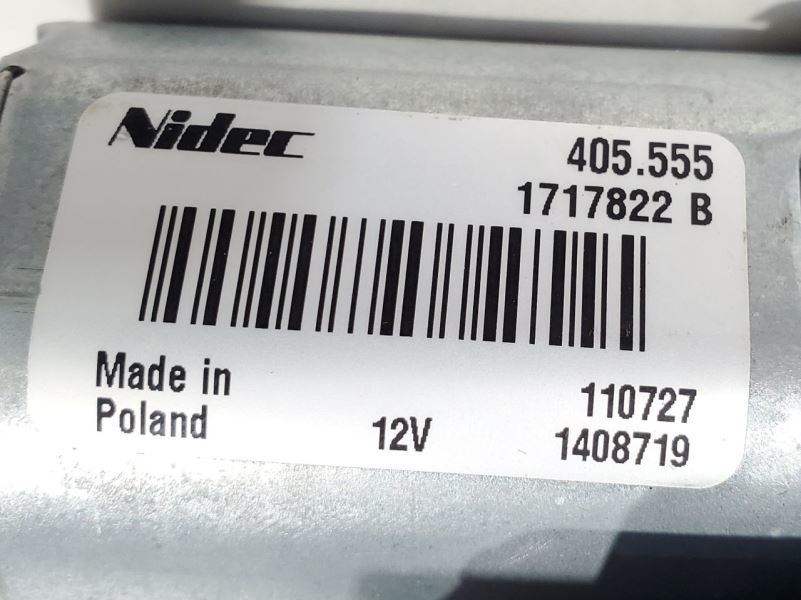 Nidec
405.555
1717822 B
Made in
Poland
12V
110727
1408719